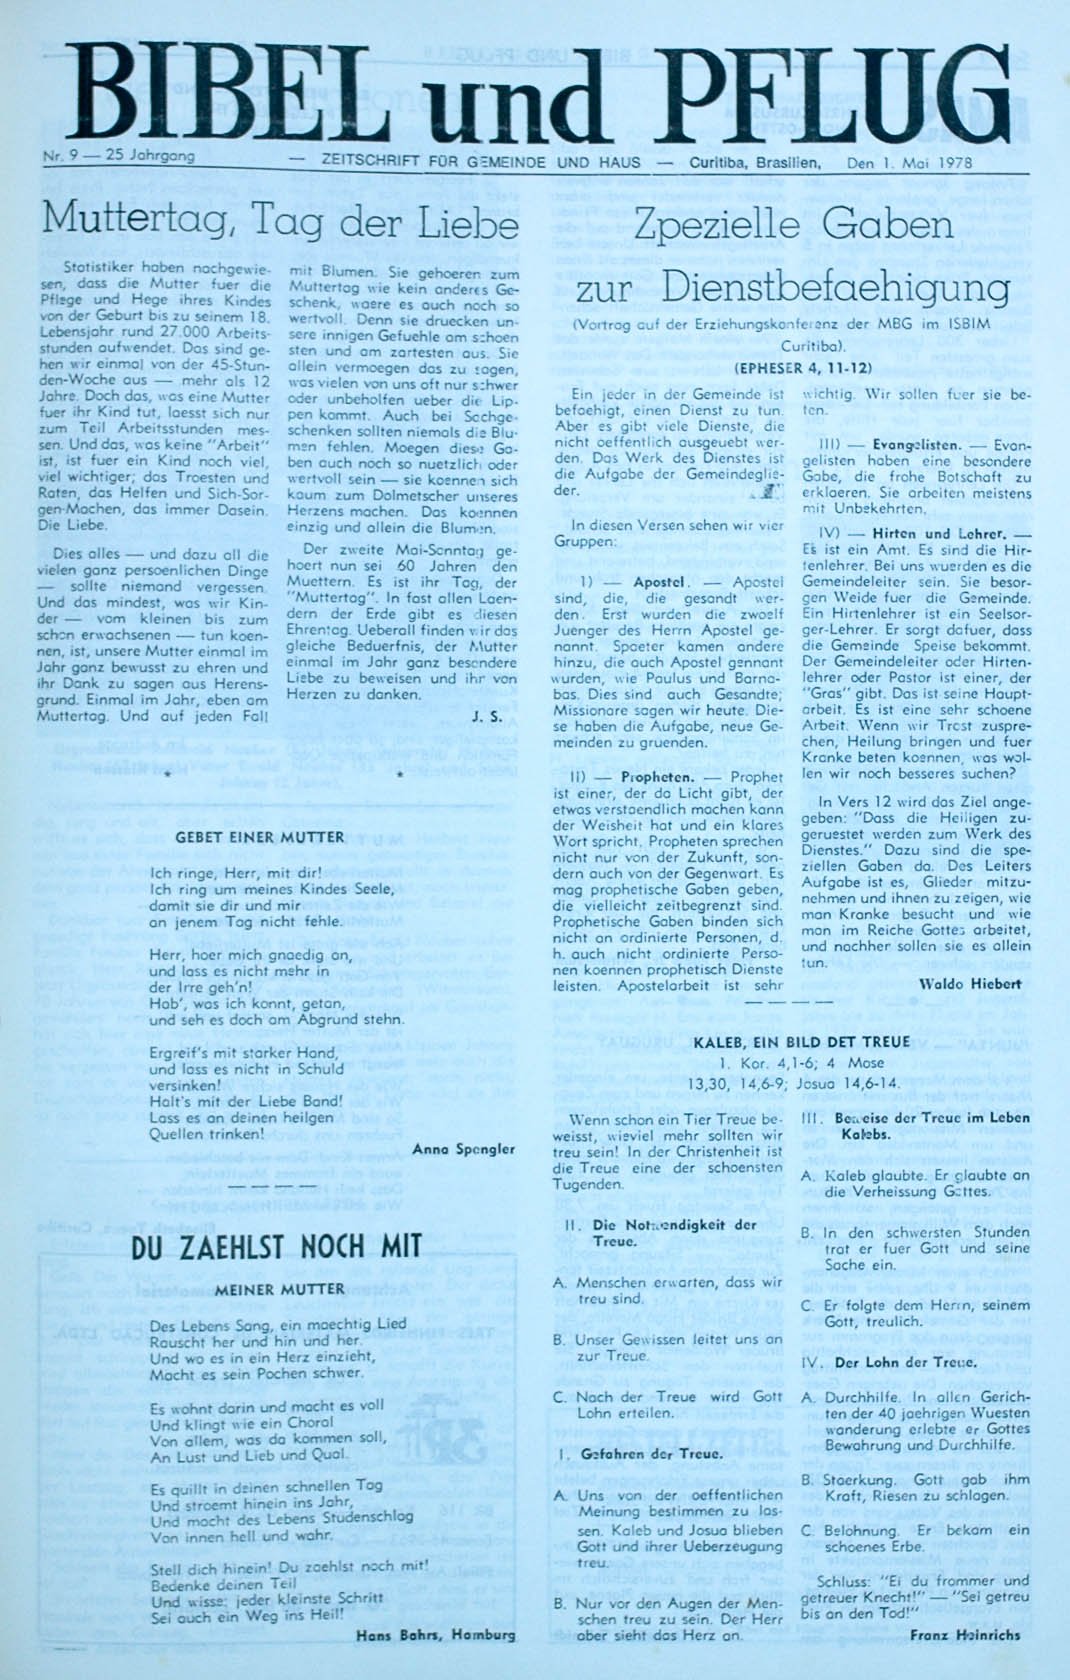 BIBEL und PFLUG
Nr. 9 — 25 Jahrgang — ZEITSCHRIFT FÜR GEMEINDE UND HAUS — Curitiba, Brasilien, Den 1. Mai 1978
Muttertag, Tag der Liebe
Statistiker haben nachgewie-
sen, dass die Mutter fuer die
Pflege und Hege ihres Kindes
von der Geburt bis zu seinem 18.
Lebensjahr rund 27.000 Arbeits-
stunden aufwendet. Das sind ge-
hen wir einmal von der 45-Stun-
den-Woche aus — mehr als 12
Jahre. Doch das, was eine Mutter
fuer ihr Kind tut, laesst sich nur
zum Teil Arbeitsstunden mes-
sen. Und das, was keine "Arbeit"
ist, ist fuer ein Kind noch viel,
viel wichtiger; das Troesten und
Raten, das Helfen und Sich-Sor-
gen-Machen, das immer Dasein.
Die Liebe.
Dies alles — und dazu all die
vielen ganz persoenlichen Dinge
— sollte niemand vergessen.
Und das mindest, was wir Kin-
der — vom kleinen bis zum
schon erwachsenen — tun koen-
nen, ist, unsere Mutter einmal im
Jahr ganz bewusst zu ehren und
ihr Dank zu sagen aus Herens-
grund. Einmal im Jahr, eben am
Muttertag. Und auf jeden Fall
mit Blumen. Sie gehoeren zum
Muttertag wie kein anderes Ge-
schenk, waere es auch noch so
wertvoll. Denn sie druecken un-
sere innigen Gefuehle am schoen
sten und am zartesten aus. Sie
allein vermoegen das zu sagen,
was vielen von uns oft nur schwer
oder unbeholfen ueber die Lip-
pen kommt. Auch bei Sachge-
schenken sollten niemals die Blu-
men fehlen. Moegen diese Ga-
ben auch noch so nuetzlich oder
wertvoll sein — sie koennen sich
kaum zum Dolmetscher unseres
Herzens machen. Das koennen
einzig und allein die Blumen.
Der zweite Mai-Sonntag ge-
hoert nun sei 60 Jahren den
Muettern. Es ist ihr Tag, der
"Muttertag". In fast allen Laen-
dern der Erde gibt es diesen
Ehrentag. Ueberall finden wir das
gleiche Beduerfnis, der Mutter
einmal im Jahr ganz besondere
Liebe zu beweisen und ihr von
Herzen zu danken.
J. S.
* *
GEBET EINER MUTTER
Ich ringe, Herr, mit dir!
Ich ring um meines Kindes Seele,
damit sie dir und mir
an jenem Tag nicht fehle.
Herr, hoer mich gnaedig an,
und lass es nicht mehr in
der Irre geh'n!
Hab', was ich konnt, getan,
und seh es doch am Abgrund stehn.
Ergreif's mit starker Hand,
und lass es nicht in Schuld
versinken!
Halt's mit der Liebe Band!
Lass es an deinen heilgen
Quellen trinken!
Anna Spengler
— — — —
DU ZAEHLST NOCH MIT
MEINER MUTTER
Des Lebens Sang, ein maechtig Lied
Rauscht her und hin und her.
Und wo es in ein Herz einzieht,
Macht es sein Pochen schwer.
Es wohnt darin und macht es voll
Und klingt wie ein Choral
Von allem, was da kommen soll,
An Lust und Lieb und Qual.
Es quillt in deinen schnellen Tag
Und stroemt hinein ins Jahr,
Und macht des Lebens Studenschlag
Von innen hell und wahr.
Stell dich hinein! Du zaehlst noch mit!
Bedenke deinen Teil
Und wisse: jeder kleinste Schritt
Sei auch ein Weg ins Heil!
Hans Bahrs, Hamburg
Zpezielle Gaben
zur Dienstbefaehigung
(Vortrag auf der Erziehungskonferenz der MBG im ISBIM
Curitiba).
(EPHESER 4, 11-12)
Ein jeder in der Gemeinde ist
befaehigt, einen Dienst zu tun.
Aber es gibt viele Dienste, die
nicht oeffentlich ausgeuebt wer-
den. Das Werk des Dienstes ist
die Aufgabe der Gemeindeglie-
der.
In diesen Versen sehen wir vier
Gruppen:
I) — Apostel. — Apostel
sind, die, die gesandt wer-
den. Erst wurden die zwoelf
Juenger des Herrn Apostel ge-
nannt. Spaeter kamen andere
hinzu, die auch Apostel gennant
wurden, wie Paulus und Barna-
bas. Dies sind auch Gesandte;
Missionare sagen wir heute. Die-
se haben die Aufgabe, neue Ge-
meinden zu gruenden.
II) — Propheten. — Prophet
ist einer, der da Licht gibt, der
etwas verstaendlich machen kann
der Weisheit hat und ein klares
Wort spricht. Propheten sprechen
nicht nur von der Zukunft, son-
dern auch von der Gegenwart. Es
mag prophetische Gaben geben,
die vielleicht zeitbegrenzt sind.
Prophetische Gaben binden sich
nicht an ordinierte Personen, d.
h. auch nicht ordinierte Perso-
nen koennen prophetisch Dienste
leisten. Apostelarbeit ist sehr
wichtig. Wir sollen fuer sie be-
ten.
III) — Evangelisten. — Evan-
gelisten haben eine besondere
Gabe, die frohe Botschaft zu
erklaeren. Sie arbeiten meistens
mit Unbekehrten.
IV) — Hirten und Lehrer. —
Es ist ein Amt. Es sind die Hir-
tenlehrer. Bei uns wuerden es die
Gemeindeleiter sein. Sie besor-
gen Weide fuer die Gemeinde.
Ein Hirtenlehrer ist ein Seelsor-
ger-Lehrer. Er sorgt dafuer, dass
die Gemeinde Speise bekommt.
Der Gemeindeleiter oder Hirten-
lehrer oder Pastor ist einer, der
"Gras" gibt. Das ist seine Haupt-
arbeit. Es ist eine sehr schoene
Arbeit. Wenn wir Trost zuspre-
chen, Heilung bringen und fuer
Kranke beten koennen, was wol-
len wir noch besseres suchen?
In Vers 12 wird das Ziel ange-
geben: "Dass die Heiligen zu-
geruestet werden zum Werk des
Dienstes." Dazu sind die spe-
ziellen Gaben da. Des Leiters
Aufgabe ist es, Glieder mitzu-
nehmen und ihnen zu zeigen, wie
man Kranke besucht und wie
man im Reiche Gottes arbeitet,
und nachher sollen sie es allein
tun.
Waldo Hiebert
— — — —
KALEB, EIN BILD DET TREUE
1. Kor. 4,1-6; 4 Mose
13,30, 14,6-9; Josua 14,6-14.
Wenn schon ein Tier Treue be-
weisst, wieviel mehr sollten wir
treu sein! In der Christenheit ist
die Treue eine der schoensten
Tugenden.
II. Die Notwendigkeit der
Treue.
A. Menschen erwarten, dass wir
treu sind.
B. Unser Gewissen leitet uns an
zur Treue.
C. Nach der Treue wird Gott
Lohn erteilen.
I. Gefahren der Treue.
A. Uns von der oeffentlichen
Meinung bestimmen zu las-
sen. Kaleb und Josua blieben
Gott und ihrer Ueberzeugung
treu.
B. Nur vor den Augen der Men-
schen treu zu sein. Der Herr
aber sieht das Herz an.
III. Beweise der Treue im Leben
Kalebs.
A. Kaleb glaubte. Er glaubte an
die Verheissung Gottes.
B. In den schwersten Stunden
trat er fuer Gott und seine
Sache ein.
C. Er folgte dem Herrn, seinem
Gott, treulich.
IV. Der Lohn der Treue.
A. Durchhilfe. In allen Gerich-
ten der 40 jaehrigen Wuesten
wanderung erlebte er Gottes
Bewahrung und Durchhilfe.
B. Staerkung. Gott gab ihm
Kraft, Riesen zu schlagen.
C. Belohnung. Er bekam ein
schoenes Erbe.
Schluss: "Ei du frommer und
getreuer Knecht!" — "Sei getreu
bis an den Tod!"
Franz Heinrichs